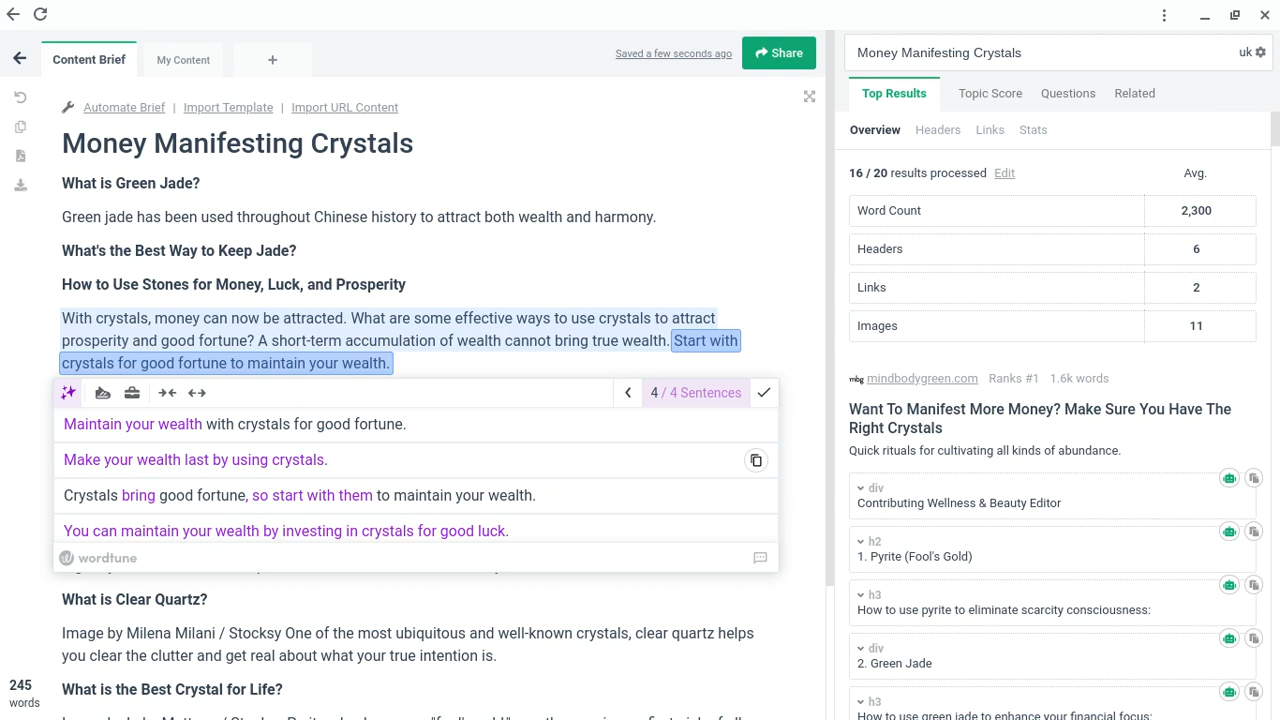 Content Brief
My Content
+
Saved a few seconds ago
Share
Automate Brief | Import Template | Import URL Content
Money Manifesting Crystals
What is Green Jade?
Green jade has been used throughout Chinese history to attract both wealth and harmony.
What's the Best Way to Keep Jade?
How to Use Stones for Money, Luck, and Prosperity
With crystals, money can now be attracted. What are some effective ways to use crystals to attract
prosperity and good fortune? A short-term accumulation of wealth cannot bring true wealth. Start with
crystals for good fortune to maintain your wealth.
4 / 4 Sentences
Maintain your wealth with crystals for good fortune.
Make your wealth last by using crystals.
Crystals bring good fortune, so start with them to maintain your wealth.
You can maintain your wealth by investing in crystals for good luck.
wordtune
What is Clear Quartz?
Image by Milena Milani / Stocksy One of the most ubiquitous and well-known crystals, clear quartz helps
you clear the clutter and get real about what your true intention is.
What is the Best Crystal for Life?
245
words
Money Manifesting Crystals
uk
Top Results
Topic Score
Questions
Related
Overview
Headers
Links
Stats
16 / 20 results processed Edit
Avg.
Word Count 2,300
Headers 6
Links 2
Images 11
mbg mindbodygreen.com Ranks #1 1.6k words
Want To Manifest More Money? Make Sure You Have The
Right Crystals
Quick rituals for cultivating all kinds of abundance.
div
Contributing Wellness & Beauty Editor
h2
1. Pyrite (Fool's Gold)
h3
How to use pyrite to eliminate scarcity consciousness:
div
2. Green Jade
h3
How to use green jade to enhance your financial focus: